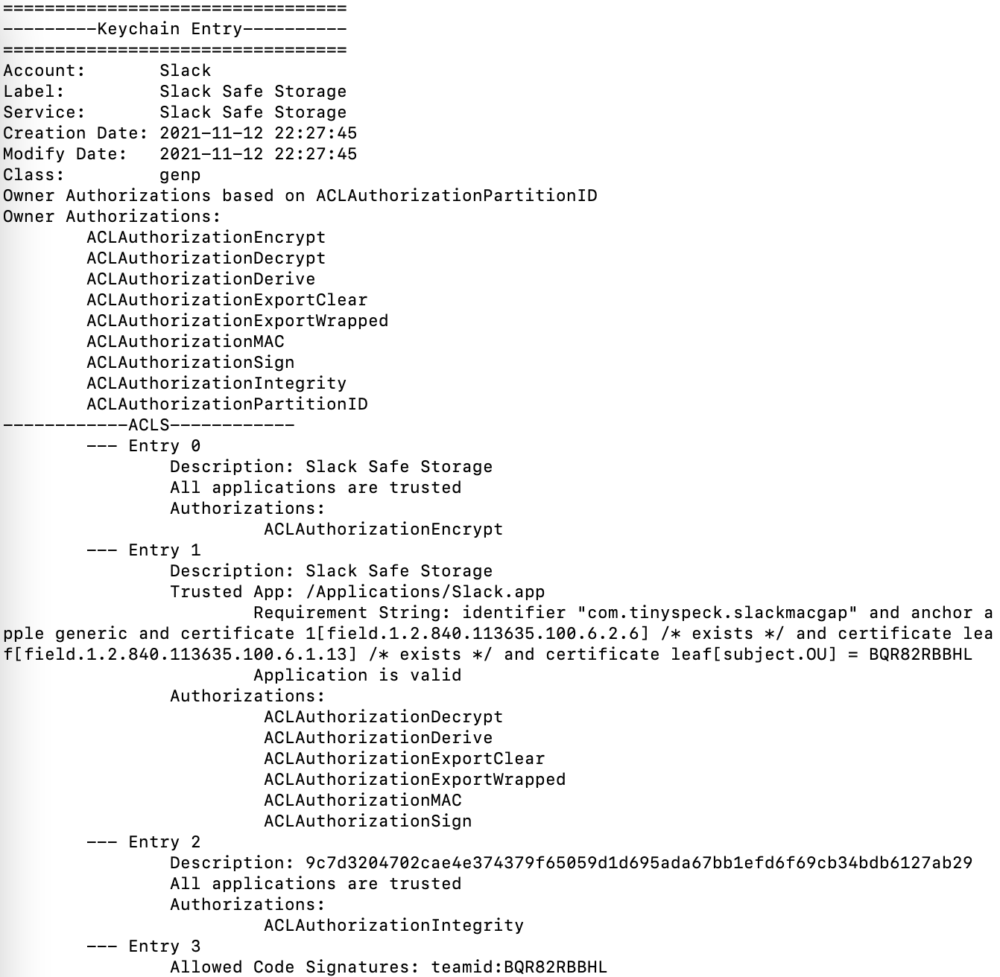 =================================
---------Keychain Entry----------
=================================
Account:       Slack
Label:         Slack Safe Storage
Service:       Slack Safe Storage
Creation Date: 2021-11-12 22:27:45
Modify Date:   2021-11-12 22:27:45
Class:         genp
Owner Authorizations based on ACLAuthorizationPartitionID
Owner Authorizations:
        ACLAuthorizationEncrypt
        ACLAuthorizationDecrypt
        ACLAuthorizationDerive
        ACLAuthorizationExportClear
        ACLAuthorizationExportWrapped
        ACLAuthorizationMAC
        ACLAuthorizationSign
        ACLAuthorizationIntegrity
        ACLAuthorizationPartitionID
------------ACLS------------
        --- Entry 0
                Description: Slack Safe Storage
                All applications are trusted
                Authorizations:
                         ACLAuthorizationEncrypt
        --- Entry 1
                Description: Slack Safe Storage
                Trusted App: /Applications/Slack.app
                        Requirement String: identifier "com.tinyspeck.slackmacgap" and anchor a
pple generic and certificate 1[field.1.2.840.113635.100.6.2.6] /* exists */ and certificate lea
f[field.1.2.840.113635.100.6.1.13] /* exists */ and certificate leaf[subject.OU] = BQR82RBBHL
                        Application is valid
                Authorizations:
                         ACLAuthorizationDecrypt
                         ACLAuthorizationDerive
                         ACLAuthorizationExportClear
                         ACLAuthorizationExportWrapped
                         ACLAuthorizationMAC
                         ACLAuthorizationSign
        --- Entry 2
                Description: 9c7d3204702cae4e374379f65059d1d695ada67bb1efd6f69cb34bdb6127ab29
                All applications are trusted
                Authorizations:
                         ACLAuthorizationIntegrity
        --- Entry 3
                Allowed Code Signatures: teamid:BQR82RBBHL